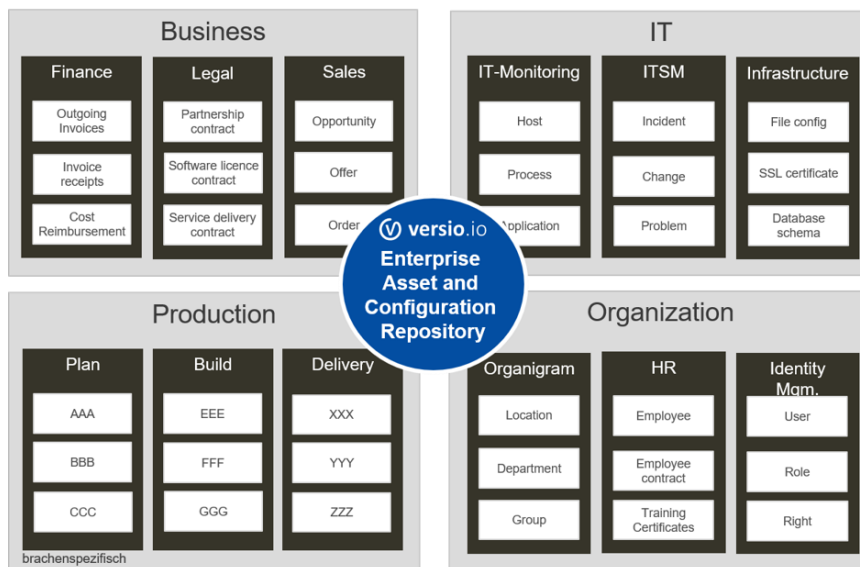 Business
Finance
Outgoing
Invoices
Invoice
receipts
Cost
Reimbursement
Legal
Partnership
contract
Software licence
contract
Service delivery
contract
Sales
Opportunity
Offer
Order
IT
IT-Monitoring
Host
Process
Application
ITSM
Incident
Change
Problem
Infrastructure
File config
SSL certificate
Database
schema
versio.io
Enterprise
Asset and
Configuration
Repository
Production
Plan
AAA
BBB
CCC
Build
EEE
FFF
GGG
Delivery
XXX
YYY
ZZZ
brachenspezifisch
Organization
Organigram
Location
Department
Group
HR
Employee
Employee
contract
Training
Certificates
Identity
Mgm.
User
Role
Right